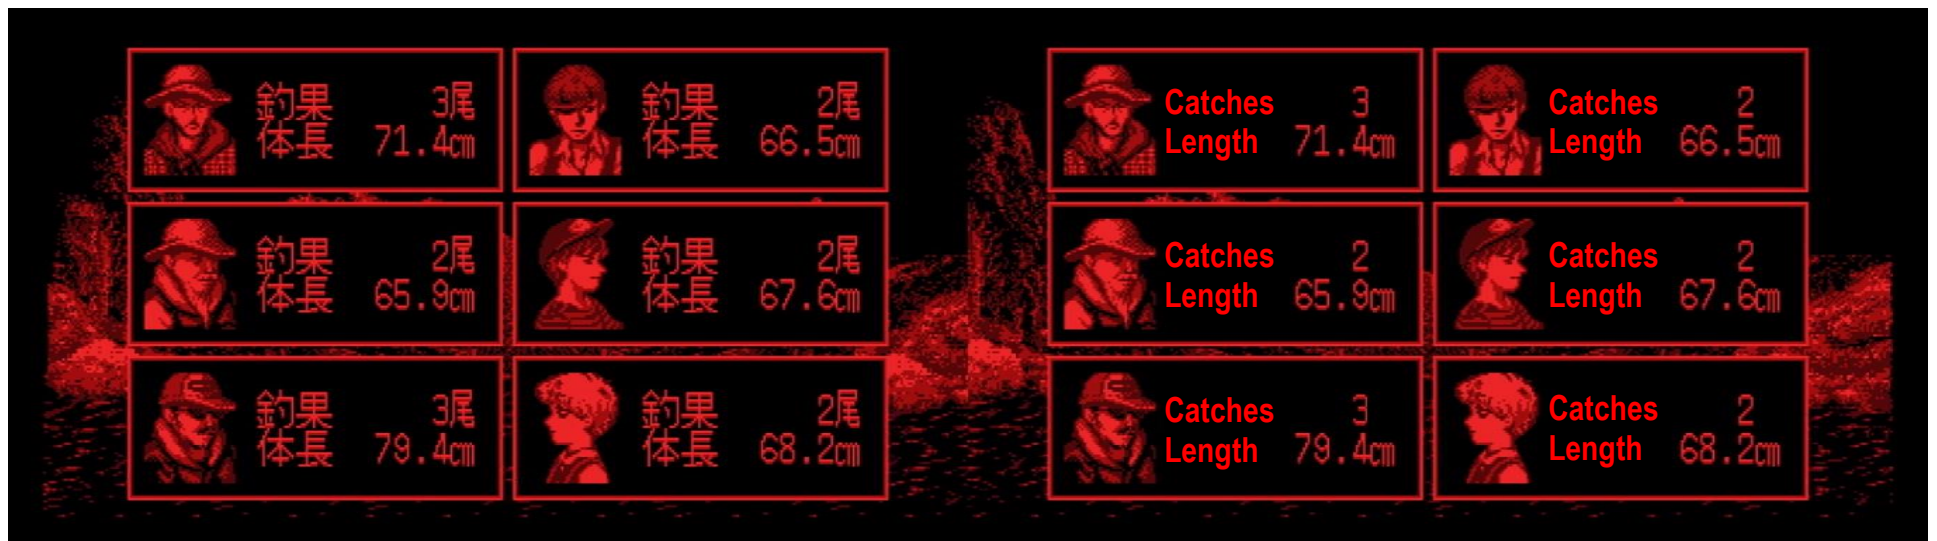 釣果 3尾
体長 71.4cm
釣果 2尾
体長 66.5cm
釣果 2尾
体長 65.9cm
釣果 2尾
体長 67.6cm
釣果 3尾
体長 79.4cm
釣果 2尾
体長 68.2cm
Catches 3
Length 71.4cm
Catches 2
Length 66.5cm
Catches 2
Length 65.9cm
Catches 2
Length 67.6cm
Catches 3
Length 79.4cm
Catches 2
Length 68.2cm